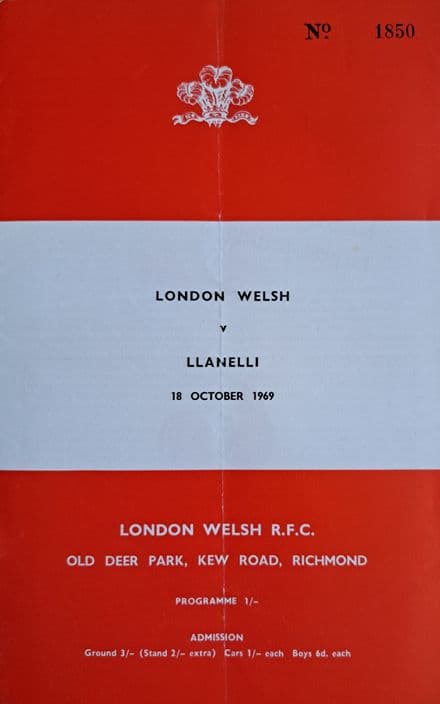 Nº 1850
LONDON WELSH
v
LLANELLI
18 OCTOBER 1969
LONDON WELSH R.F.C.
OLD DEER PARK, KEW ROAD, RICHMOND
PROGRAMME 1/-
ADMISSION
Ground 3/- (Stand 2/- extra) Cars 1/- each Boys 6d. each